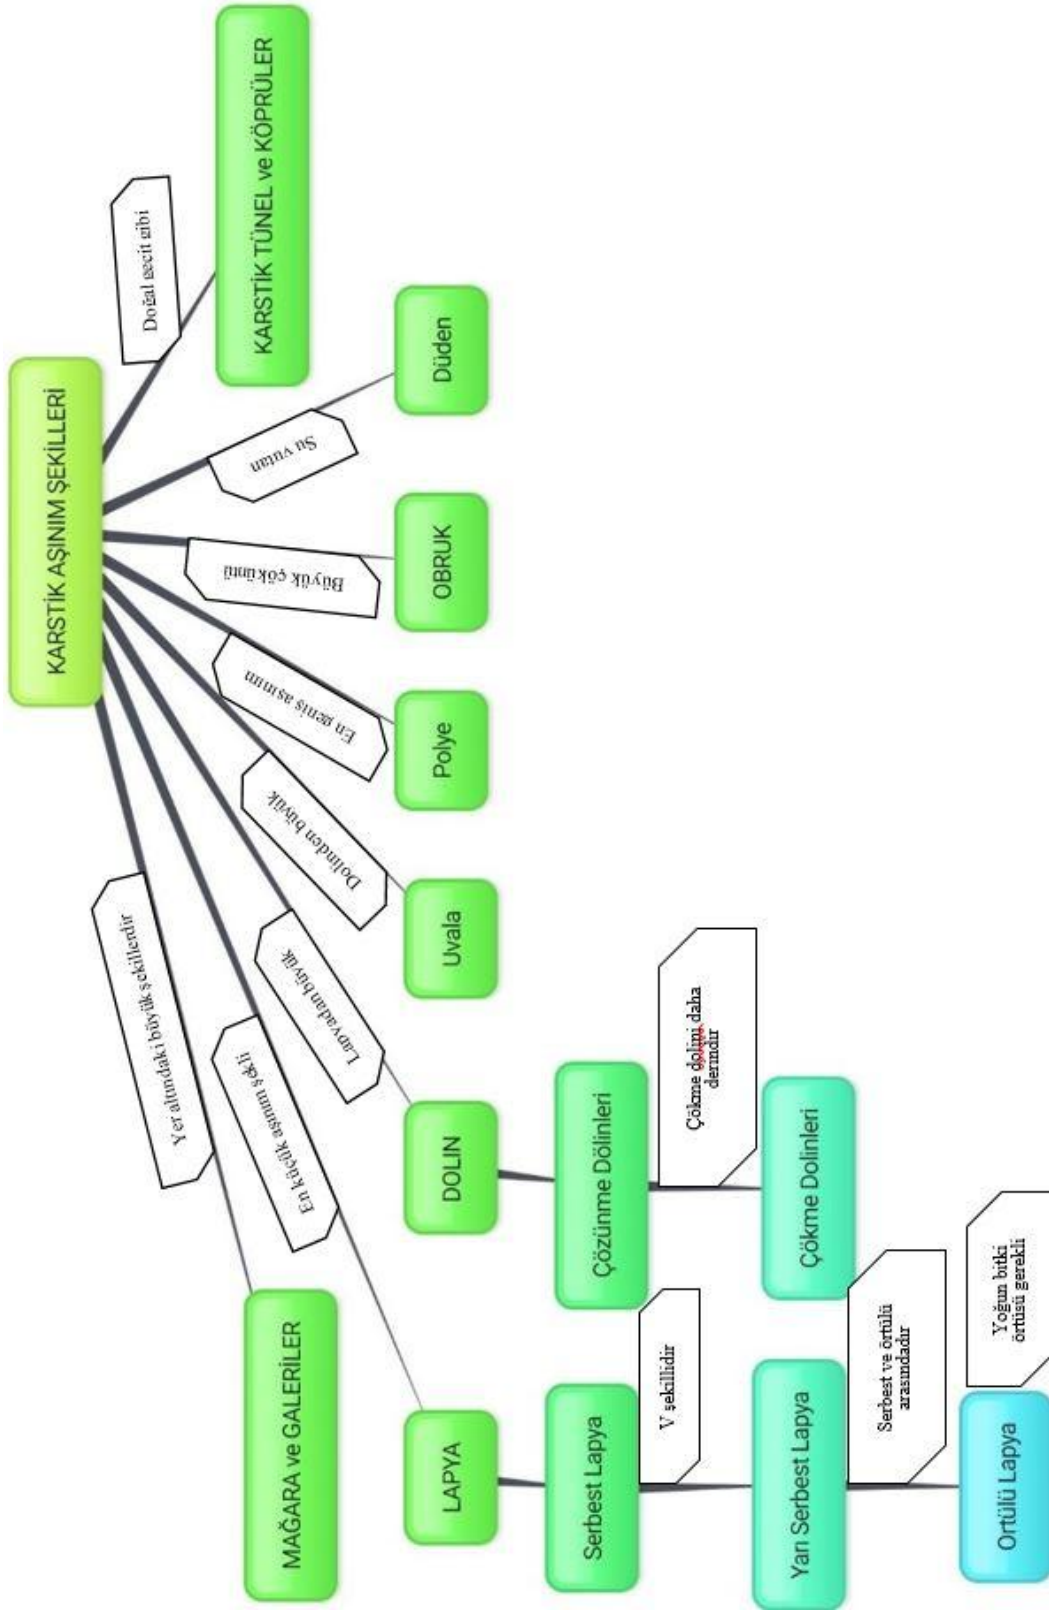 KARSTİK AŞINIM ŞEKİLLERİ
Yer altındaki büyük şekillerdir
En küçük aşınım şekli
Lapyadan büyük
Dolinden büyük
En geniş aşınım
Büyük çöküntü
Su yutan
Doğal geçit gibi
MAĞARA ve GALERİLER
LAPYA
DOLIN
Uvala
Polye
OBRUK
Düden
KARSTİK TÜNEL ve KÖPRÜLER
Serbest Lapya
V şekillidir
Yarı Serbest Lapya
Serbest ve örtülü
arasındadır
Ortülü Lapya
Yoğun bitki
örtüsü gerekli
Çözünme Dölinleri
Çökme dolini daha
derindir
Çökme Dolinleri